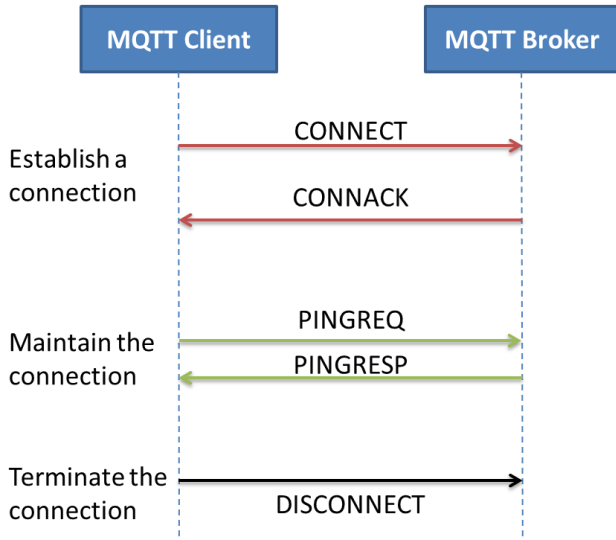 MQTT Client
MQTT Broker
Establish a
connection
CONNECT
CONNACK
Maintain the
connection
PINGREQ
PINGRESP
Terminate the
connection
DISCONNECT